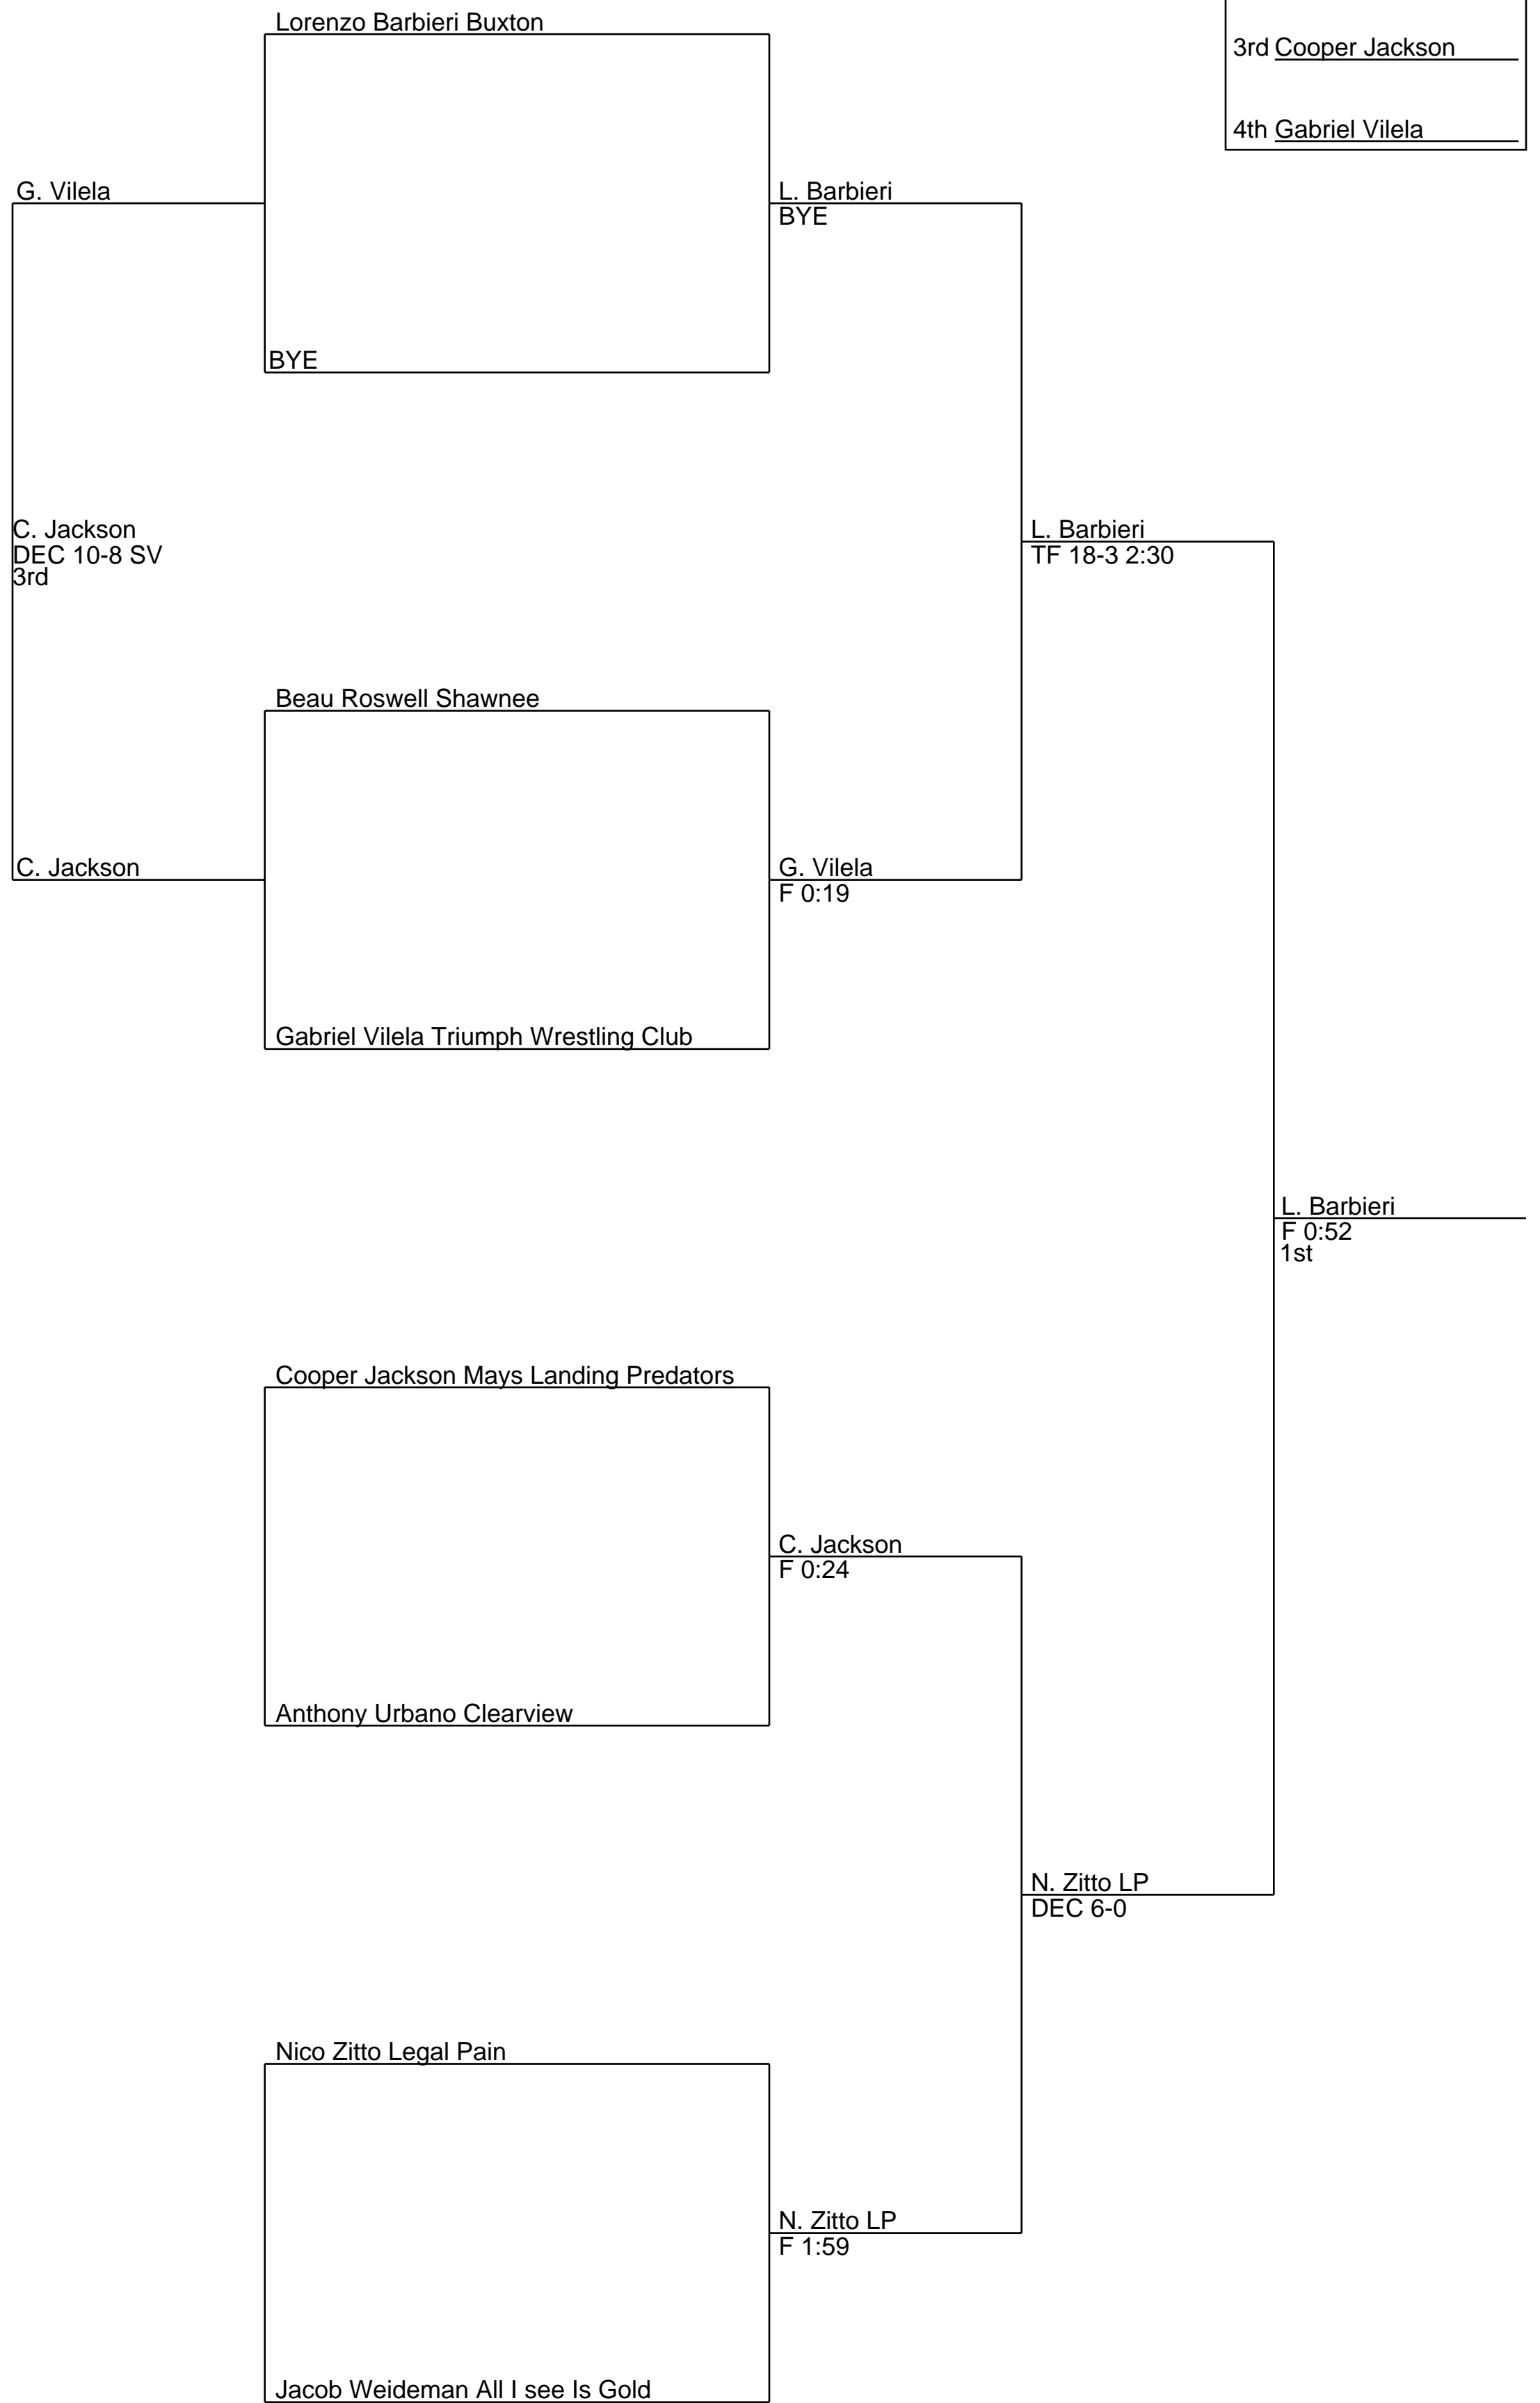 Lorenzo Barbieri Buxton
3rd Cooper Jackson
4th Gabriel Vilela
G. Vilela
L. Barbieri
BYE
BYE
C. Jackson
DEC 10-8 SV
3rd
L. Barbieri
TF 18-3 2:30
Beau Roswell Shawnee
C. Jackson
G. Vilela
F 0:19
Gabriel Vilela Triumph Wrestling Club
L. Barbieri
F 0:52
1st
Cooper Jackson Mays Landing Predators
C. Jackson
F 0:24
Anthony Urbano Clearview
N. Zitto LP
DEC 6-0
Nico Zitto Legal Pain
N. Zitto LP
F 1:59
Jacob Weideman All I see Is Gold